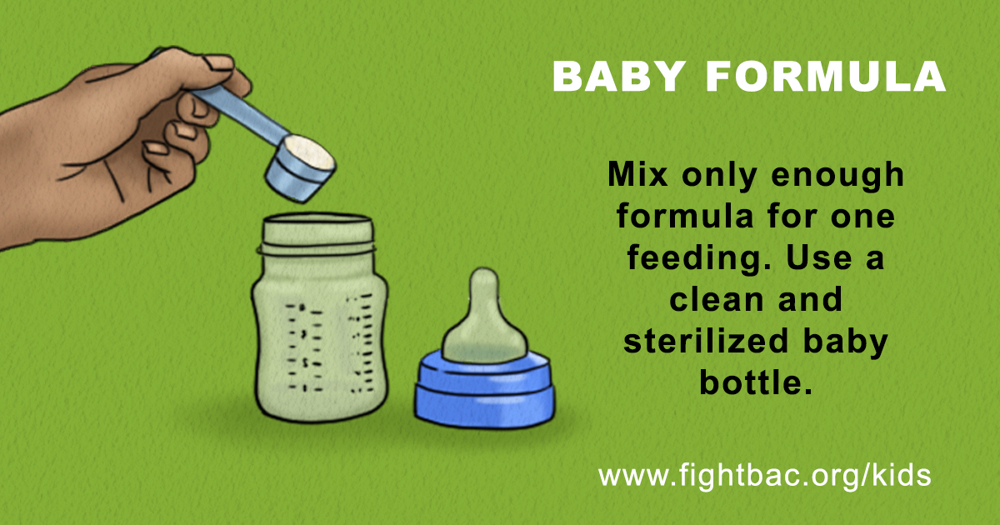 BABY FORMULA
Mix only enough
formula for one
feeding. Use a
clean and
sterilized baby
bottle.
www.fightbac.org/kids